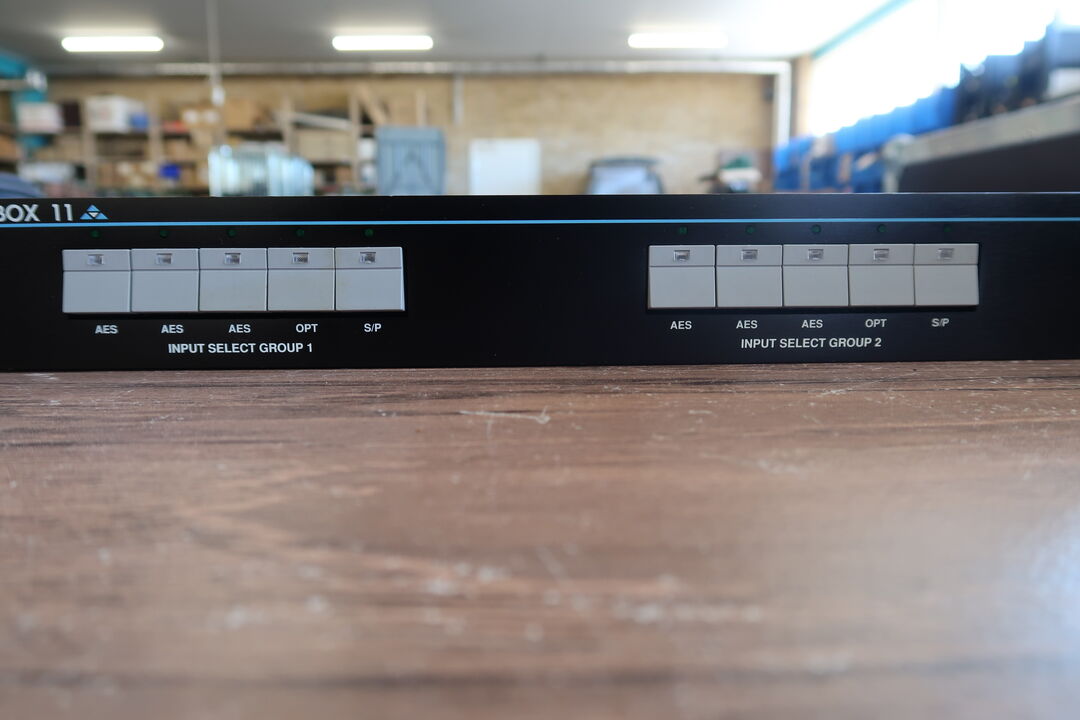 BOX 11
AES AES AES OPT S/P
INPUT SELECT GROUP 1
AES AES AES OPT S/P
INPUT SELECT GROUP 2